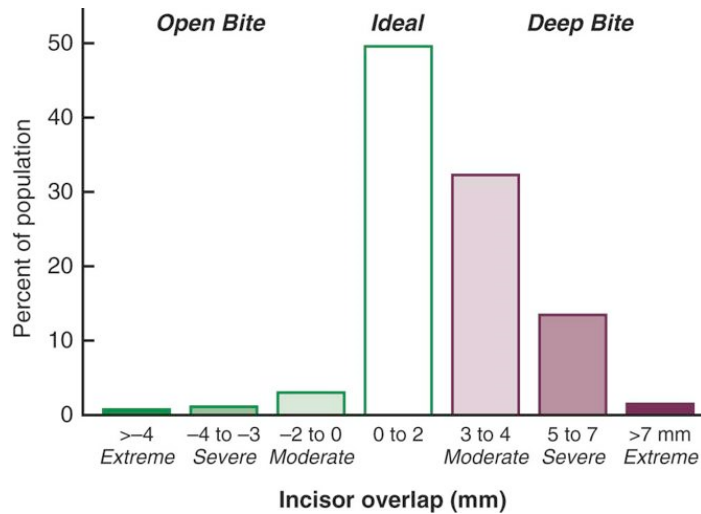 Open Bite Ideal Deep Bite
Percent of population
50
40
30
20
10
0
>–4 –4 to –3 –2 to 0 0 to 2 3 to 4 5 to 7 >7 mm
Extreme Severe Moderate Moderate Severe Extreme
Incisor overlap (mm)